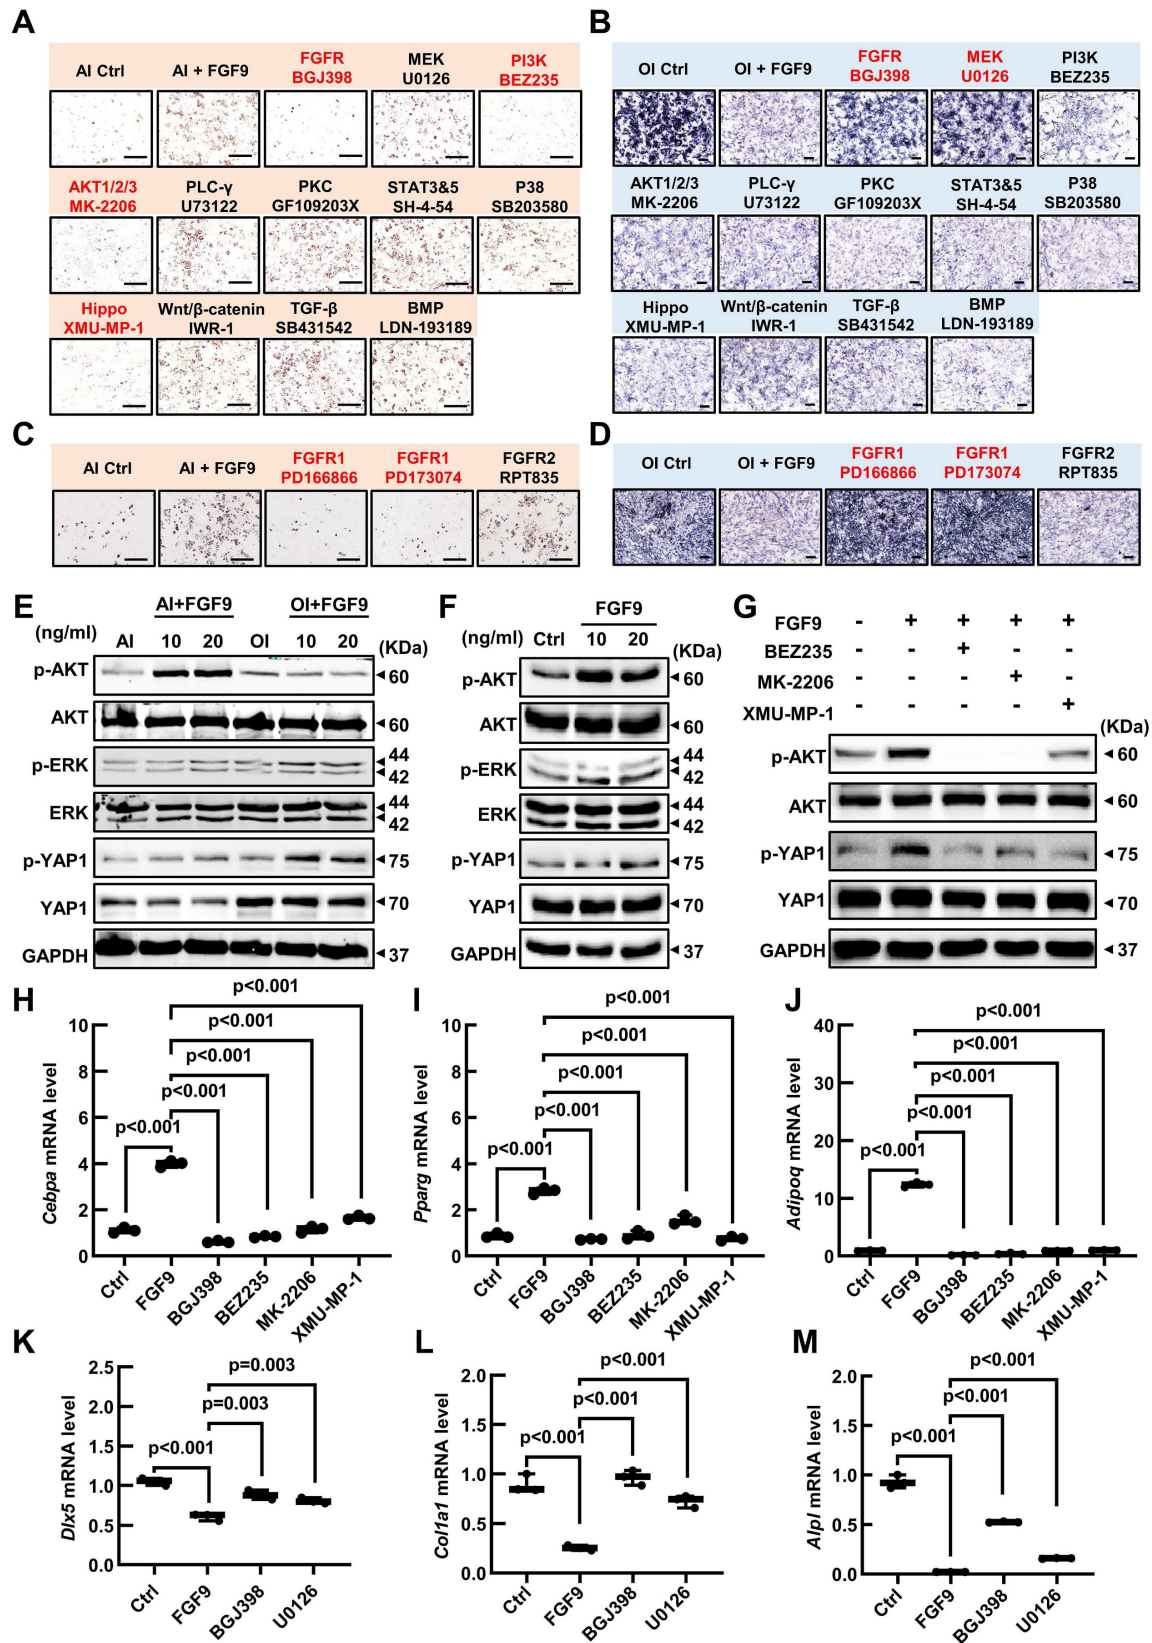 A
AI Ctrl
AI + FGF9
FGFR
BGJ398
MEK
U0126
PI3K
BEZ235
AKT1/2/3
MK-2206
PLC-γ
U73122
PKC
GF109203X
STAT3&5
SH-4-54
P38
SB203580
Hippo
XMU-MP-1
Wnt/β-catenin
IWR-1
TGF-β
SB431542
BMP
LDN-193189
B
OI Ctrl
OI + FGF9
FGFR
BGJ398
MEK
U0126
PI3K
BEZ235
AKT1/2/3
MK-2206
PLC-γ
U73122
PKC
GF109203X
STAT3&5
SH-4-54
P38
SB203580
Hippo
XMU-MP-1
Wnt/β-catenin
IWR-1
TGF-β
SB431542
BMP
LDN-193189
C
AI Ctrl
AI + FGF9
FGFR1
PD166866
FGFR1
PD173074
FGFR2
RPT835
D
OI Ctrl
OI + FGF9
FGFR1
PD166866
FGFR1
PD173074
FGFR2
RPT835
E
AI+FGF9 OI+FGF9
(ng/ml) AI 10 20 OI 10 20 (KDa)
p-AKT 60
AKT 60
p-ERK 44
42
ERK 44
42
p-YAP1 75
YAP1 70
GAPDH 37
F
FGF9
(ng/ml) Ctrl 10 20 (KDa)
p-AKT 60
AKT 60
p-ERK 44
42
ERK 44
42
p-YAP1 75
YAP1 70
GAPDH 37
G
FGF9 - + + + +
BEZ235 - - + - -
MK-2206 - - - + -
XMU-MP-1 - - - - +
(KDa)
p-AKT 60
AKT 60
p-YAP1 75
YAP1 70
GAPDH 37
H
Cebpa mRNA level
10
8
6
4
2
0
p<0.001
p<0.001
p<0.001
p<0.001
p<0.001
Ctrl
FGF9
BGJ398
BEZ235
MK-2206
XMU-MP-1
I
Pparg mRNA level
10
8
6
4
2
0
p<0.001
p<0.001
p<0.001
p<0.001
p<0.001
Ctrl
FGF9
BGJ398
BEZ235
MK-2206
XMU-MP-1
J
Adipoq mRNA level
40
30
20
10
0
p<0.001
p<0.001
p<0.001
p<0.001
p<0.001
Ctrl
FGF9
BGJ398
BEZ235
MK-2206
XMU-MP-1
K
Dlx5 mRNA level
2.5
2.0
1.5
1.0
0.5
0.0
p=0.003
p=0.003
p<0.001
Ctrl
FGF9
BGJ398
U0126
L
Col1a1 mRNA level
2.0
1.5
1.0
0.5
0.0
p<0.001
p<0.001
p<0.001
Ctrl
FGF9
BGJ398
U0126
M
Alpl mRNA level
2.0
1.5
1.0
0.5
0.0
p<0.001
p<0.001
p<0.001
Ctrl
FGF9
BGJ398
U0126